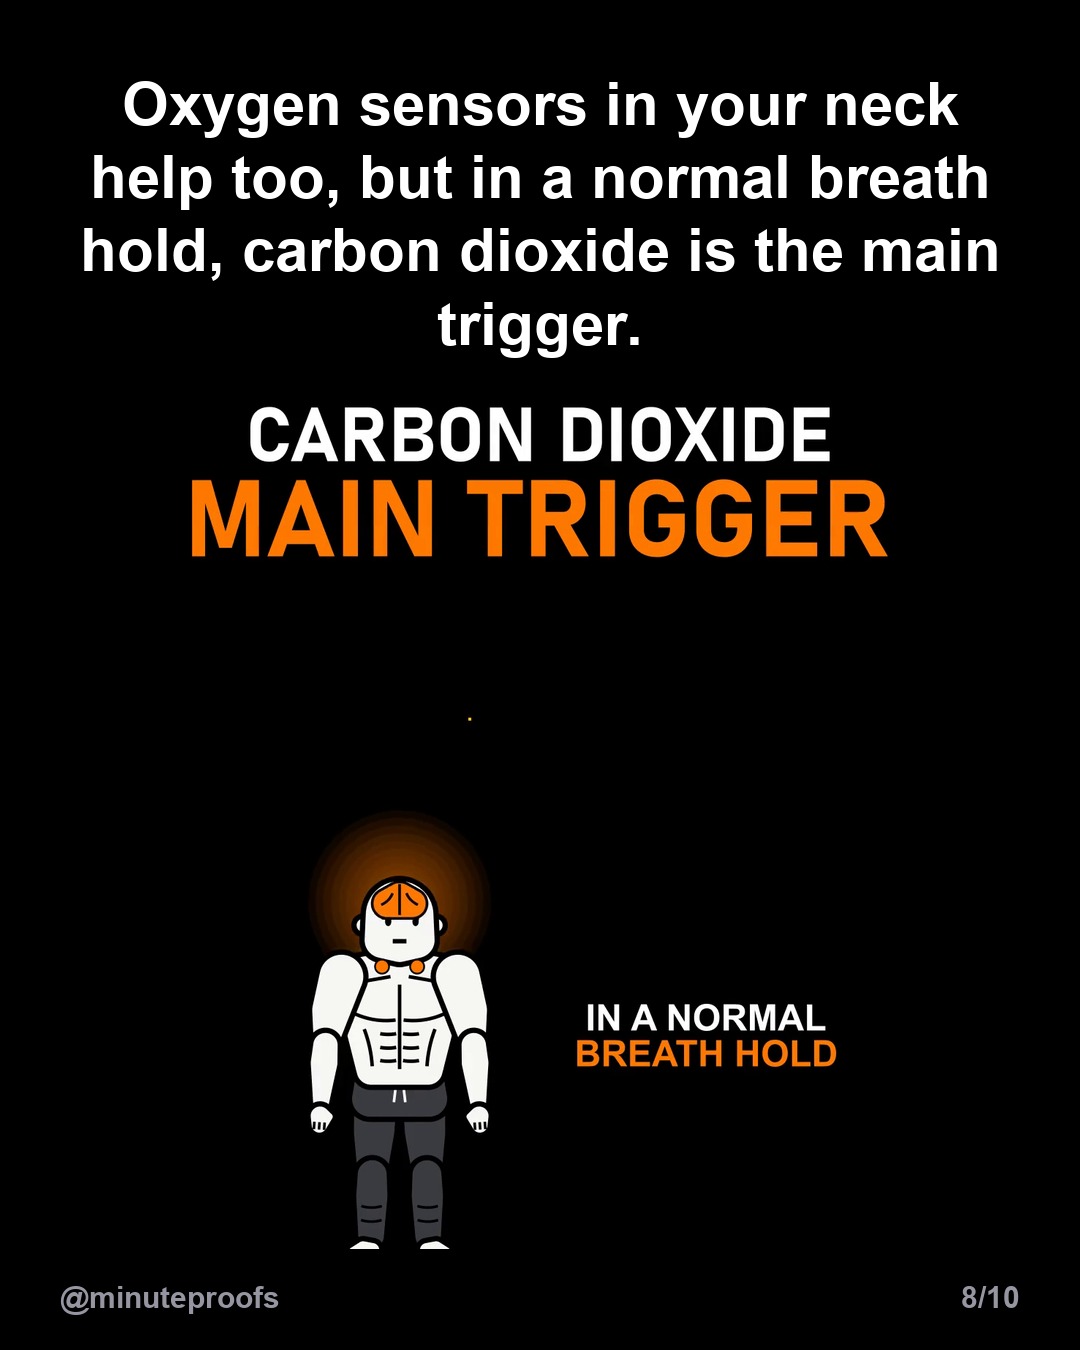 Oxygen sensors in your neck
help too, but in a normal breath
hold, carbon dioxide is the main
trigger.
CARBON DIOXIDE
MAIN TRIGGER
IN A NORMAL
BREATH HOLD
@minuteproofs
8/10